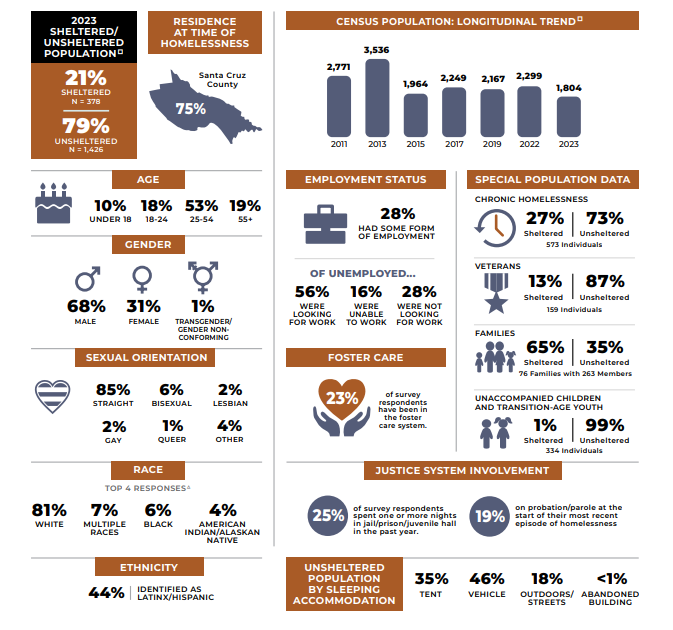 2023
SHELTERED/
UNSHELTERED
POPULATION¤
21%
SHELTERED
N = 378
79%
UNSHELTERED
N = 1,426
RESIDENCE
AT TIME OF
HOMELESSNESS
Santa Cruz
County
75%
CENSUS POPULATION: LONGITUDINAL TREND¤
2,771
3,536
1,964
2,249
2,167
2,299
1,804
2011
2013
2015
2017
2019
2022
2023
AGE
10%
UNDER 18
18%
18-24
53%
25-54
19%
55+
GENDER
68%
MALE
31%
FEMALE
1%
TRANSGENDER/
GENDER NON-
CONFORMING
SEXUAL ORIENTATION
85%
STRAIGHT
6%
BISEXUAL
2%
LESBIAN
2%
GAY
1%
QUEER
4%
OTHER
RACE
TOP 4 RESPONSES∆
81%
WHITE
7%
MULTIPLE
RACES
6%
BLACK
4%
AMERICAN
INDIAN/ALASKAN
NATIVE
ETHNICITY
44%
IDENTIFIED AS
LATINX/HISPANIC
EMPLOYMENT STATUS
28%
HAD SOME FORM
OF EMPLOYMENT
OF UNEMPLOYED...
56%
WERE
LOOKING
FOR WORK
16%
WERE
UNABLE
TO WORK
28%
WERE NOT
LOOKING
FOR WORK
FOSTER CARE
23%
of survey
respondents
have been in
the foster
care system.
SPECIAL POPULATION DATA
CHRONIC HOMELESSNESS
27%
Sheltered
73%
Unsheltered
573 Individuals
VETERANS
13%
Sheltered
87%
Unsheltered
159 Individuals
FAMILIES
65%
Sheltered
35%
Unsheltered
76 Families with 263 Members
UNACCOMPANIED CHILDREN
AND TRANSITION-AGE YOUTH
1%
Sheltered
99%
Unsheltered
334 Individuals
JUSTICE SYSTEM INVOLVEMENT
25%
of survey respondents
spent one or more nights
in jail/prison/juvenile hall
in the past year.
19%
on probation/parole at the
start of their most recent
episode of homelessness
UNSHELTERED
POPULATION
BY SLEEPING
ACCOMMODATION
35%
TENT
46%
VEHICLE
18%
OUTDOORS/
STREETS
<1%
ABANDONED
BUILDING